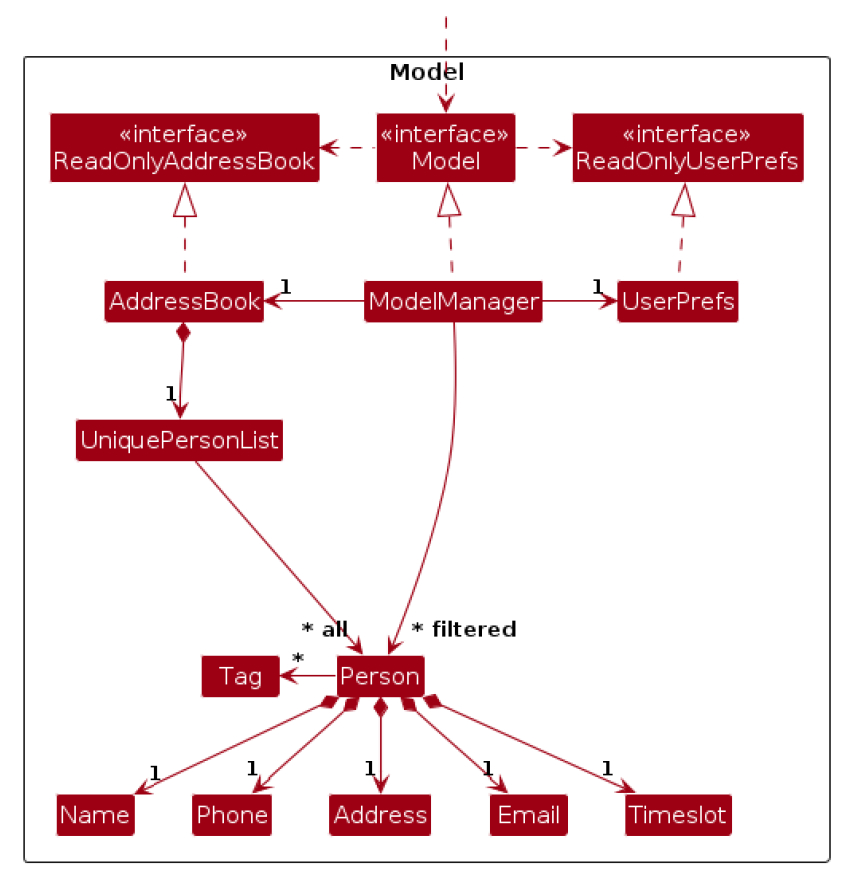 Model
«interface»
ReadOnlyAddressBook
«interface»
Model
«interface»
ReadOnlyUserPrefs
AddressBook
1
ModelManager
1
UserPrefs
1
UniquePersonList
* all
* filtered
Tag
*
Person
1
1
1
1
1
Name
Phone
Address
Email
Timeslot